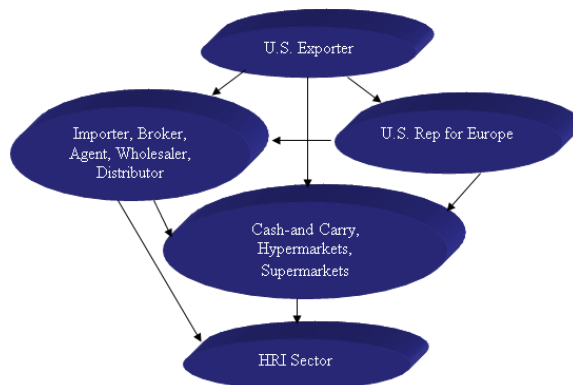 U.S. Exporter
Importer, Broker,
Agent, Wholesaler,
Distributor
U.S. Rep for Europe
Cash-and Carry,
Hypermarkets,
Supermarkets
HRI Sector